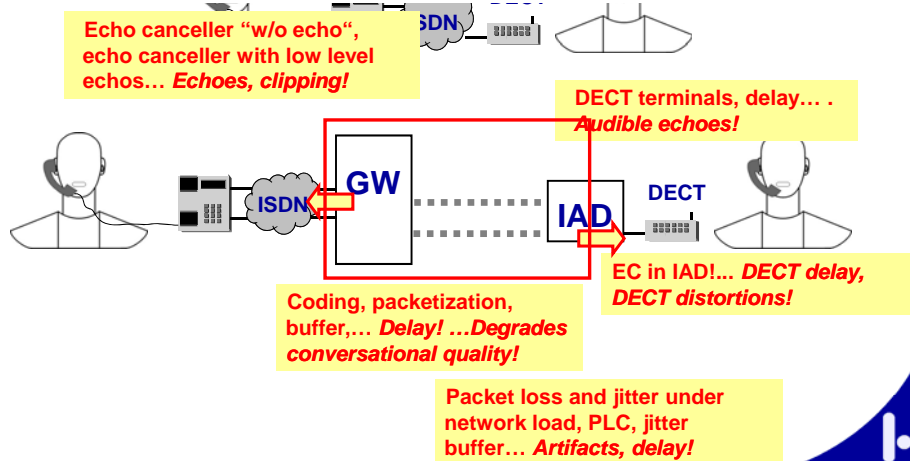 Echo canceller “w/o echo“,
echo canceller with low level
echos… Echoes, clipping!
DECT terminals, delay… .
Audible echoes!
GW
ISDN
IAD
DECT
EC in IAD!... DECT delay,
DECT distortions!
Coding, packetization,
buffer,… Delay! …Degrades
conversational quality!
Packet loss and jitter under
network load, PLC, jitter
buffer… Artifacts, delay!